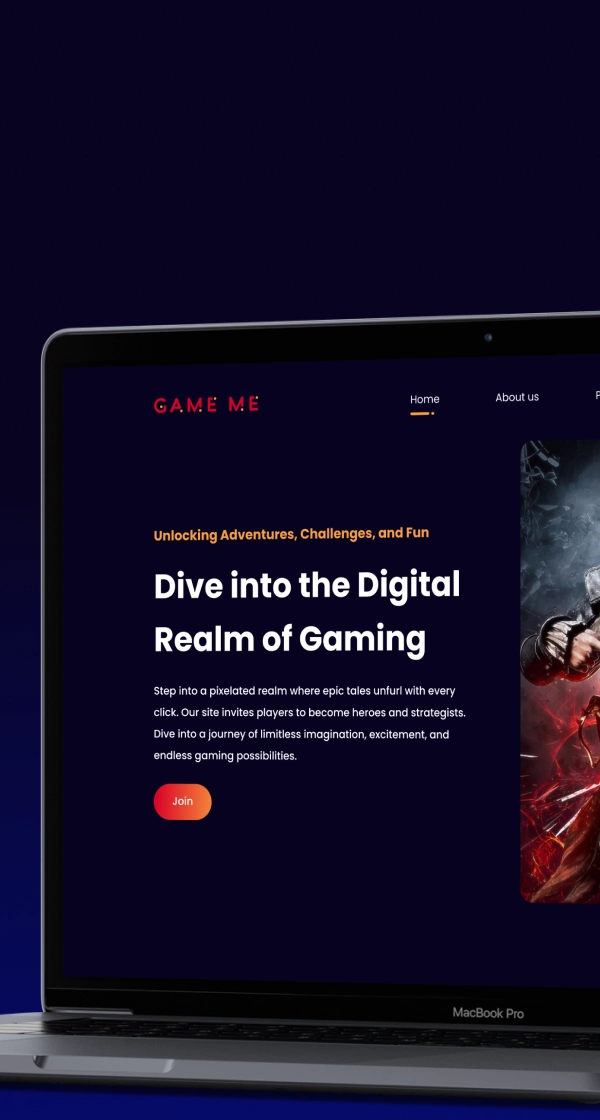 GAME ME
Home
About us
P
Unlocking Adventures, Challenges, and Fun
Dive into the Digital
Realm of Gaming
Step into a pixelated realm where epic tales unfurl with every
click. Our site invites players to become heroes and strategists.
Dive into a journey of limitless imagination, excitement, and
endless gaming possibilities.
Join
MacBook Pro